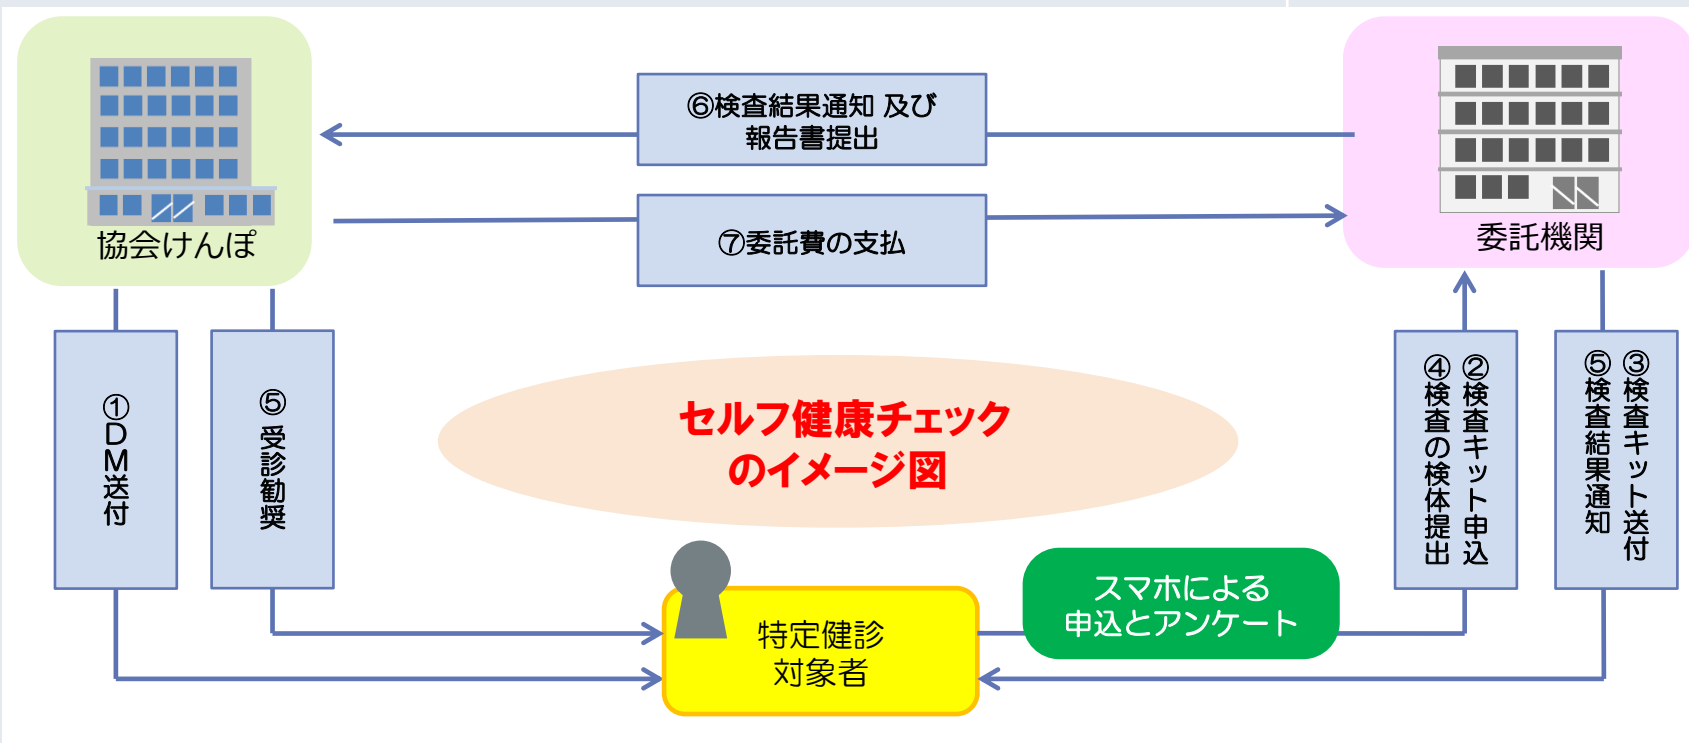 ⑥検査結果通知 及び
報告書提出
協会けんぽ
委託機関
⑦委託費の支払
①DM送付
⑤受診勧奨
セルフ健康チェック
のイメージ図
②検査キット申込
④検査の検体提出
③検査キット送付
⑤検査結果通知
スマホによる
申込とアンケート
特定健診
対象者